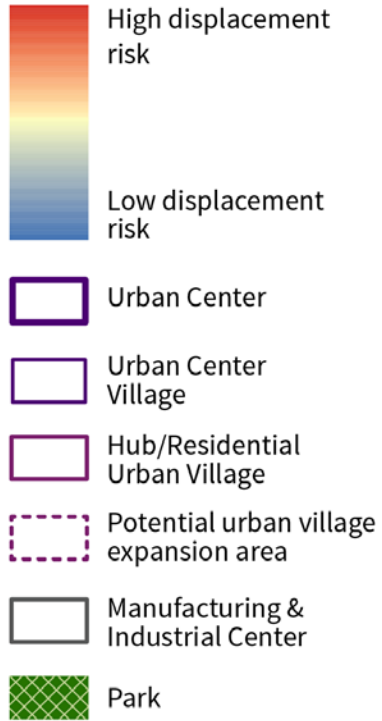 High displacement
risk
Low displacement
risk
Urban Center
Urban Center
Village
Hub/Residential
Urban Village
Potential urban village
expansion area
Manufacturing &
Industrial Center
Park